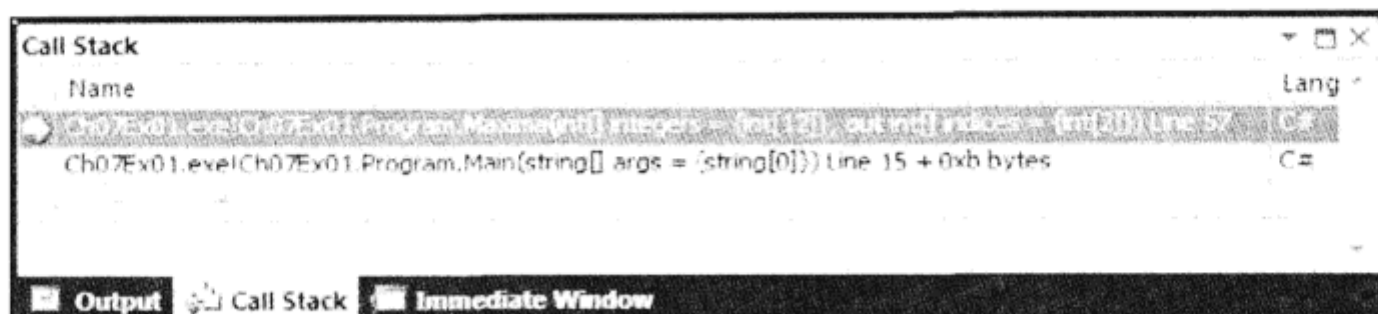 Call Stack
Name Lang
Ch07Ex01.exe!Ch07Ex01.Program.Maxima(int[] integers = {int[12]}, out int[] indices = {int[2]}) Line 57 C#
Ch07Ex01.exe!Ch07Ex01.Program.Main(string[] args = {string[0]}) Line 15 + 0xb bytes C#
Output Call Stack Immediate Window